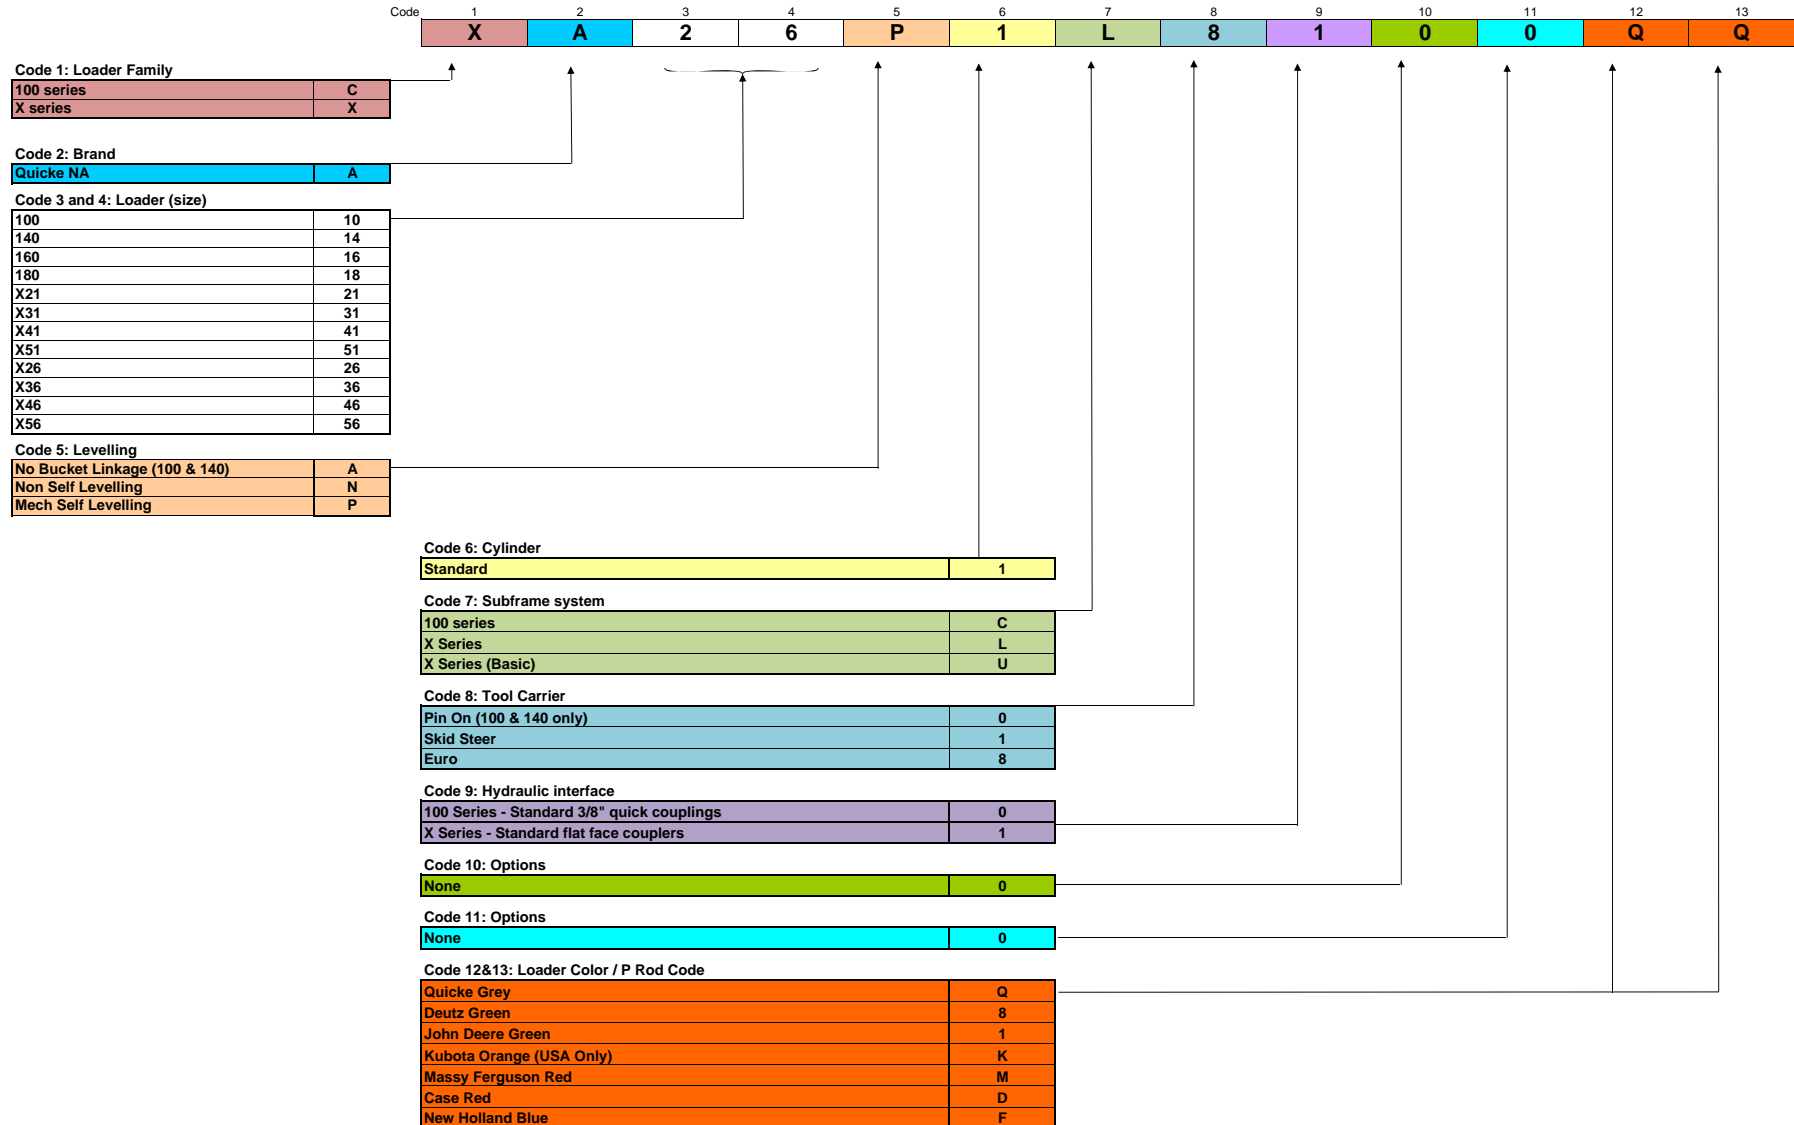 Code 1 2 3 4 5 6 7 8 9 10 11 12 13
X A 2 6 P 1 L 8 1 0 0 Q Q
Code 1: Loader Family
100 series C
X series X
Code 2: Brand
Quicke NA A
Code 3 and 4: Loader (size)
100 10
140 14
160 16
180 18
X21 21
X31 31
X41 41
X51 51
X26 26
X36 36
X46 46
X56 56
Code 5: Levelling
No Bucket Linkage (100 & 140) A
Non Self Levelling N
Mech Self Levelling P
Code 6: Cylinder
Standard 1
Code 7: Subframe system
100 series C
X Series L
X Series (Basic) U
Code 8: Tool Carrier
Pin On (100 & 140 only) 0
Skid Steer 1
Euro 8
Code 9: Hydraulic interface
100 Series - Standard 3/8" quick couplings 0
X Series - Standard flat face couplers 1
Code 10: Options
None 0
Code 11: Options
None 0
Code 12&13: Loader Color / P Rod Code
Quicke Grey Q
Deutz Green 8
John Deere Green 1
Kubota Orange (USA Only) K
Massy Ferguson Red M
Case Red D
New Holland Blue F